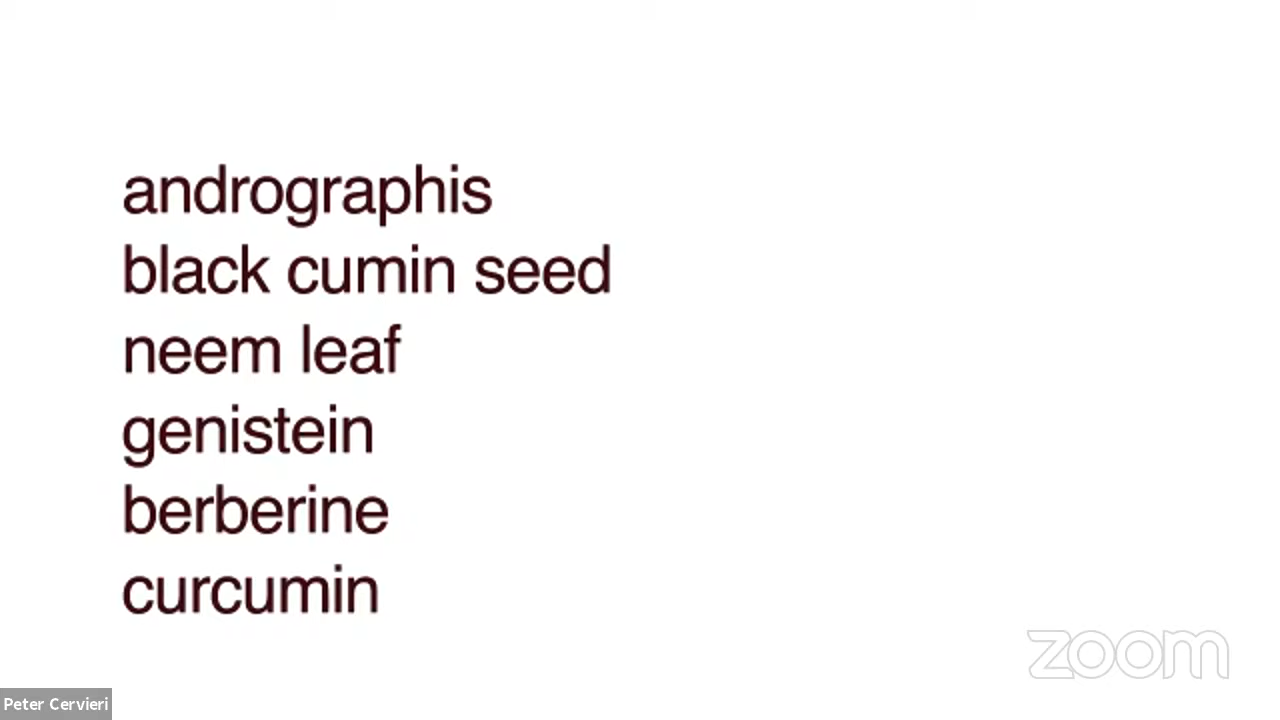 andrographis
black cumin seed
neem leaf
genistein
berberine
curcumin
zoom
Peter Cervieri